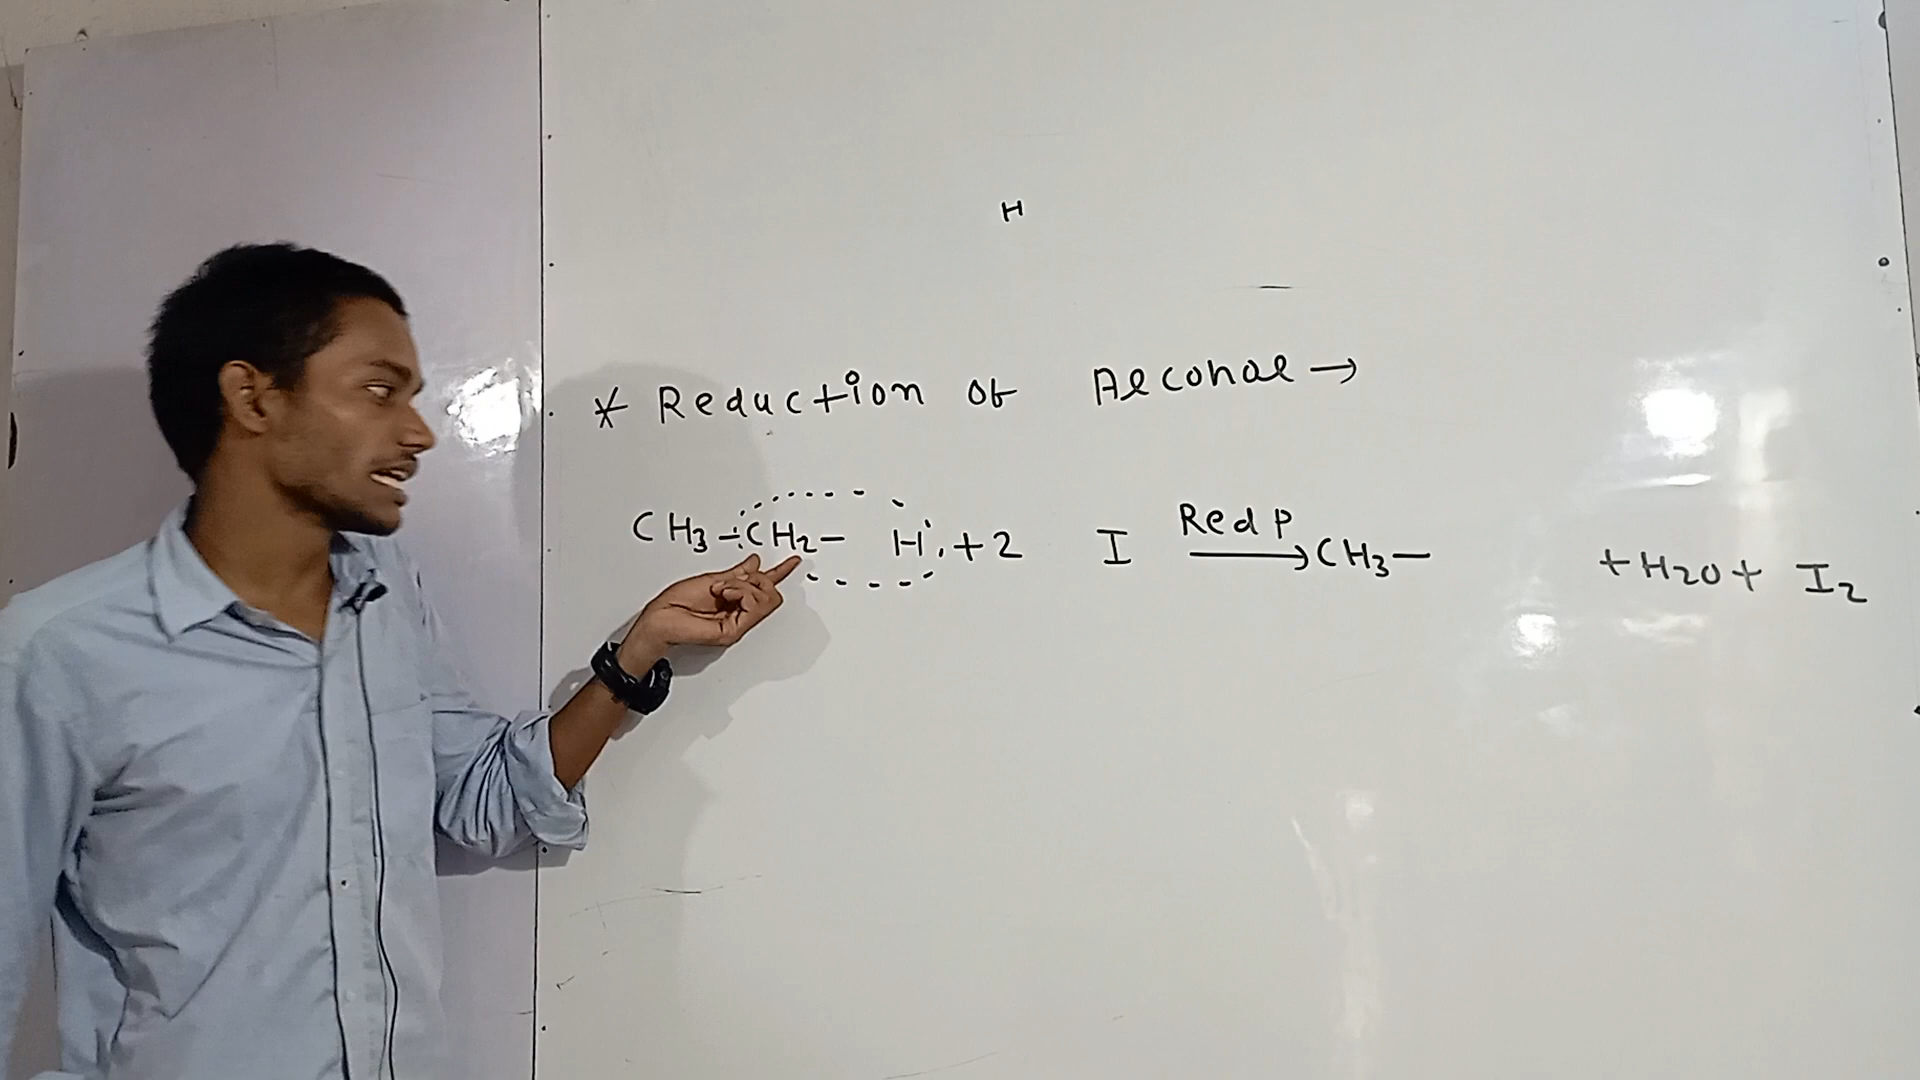 H
* Reduction of Alcohal →
CH3-CH2- H + 2 I Red P → CH3- + H2O + I2